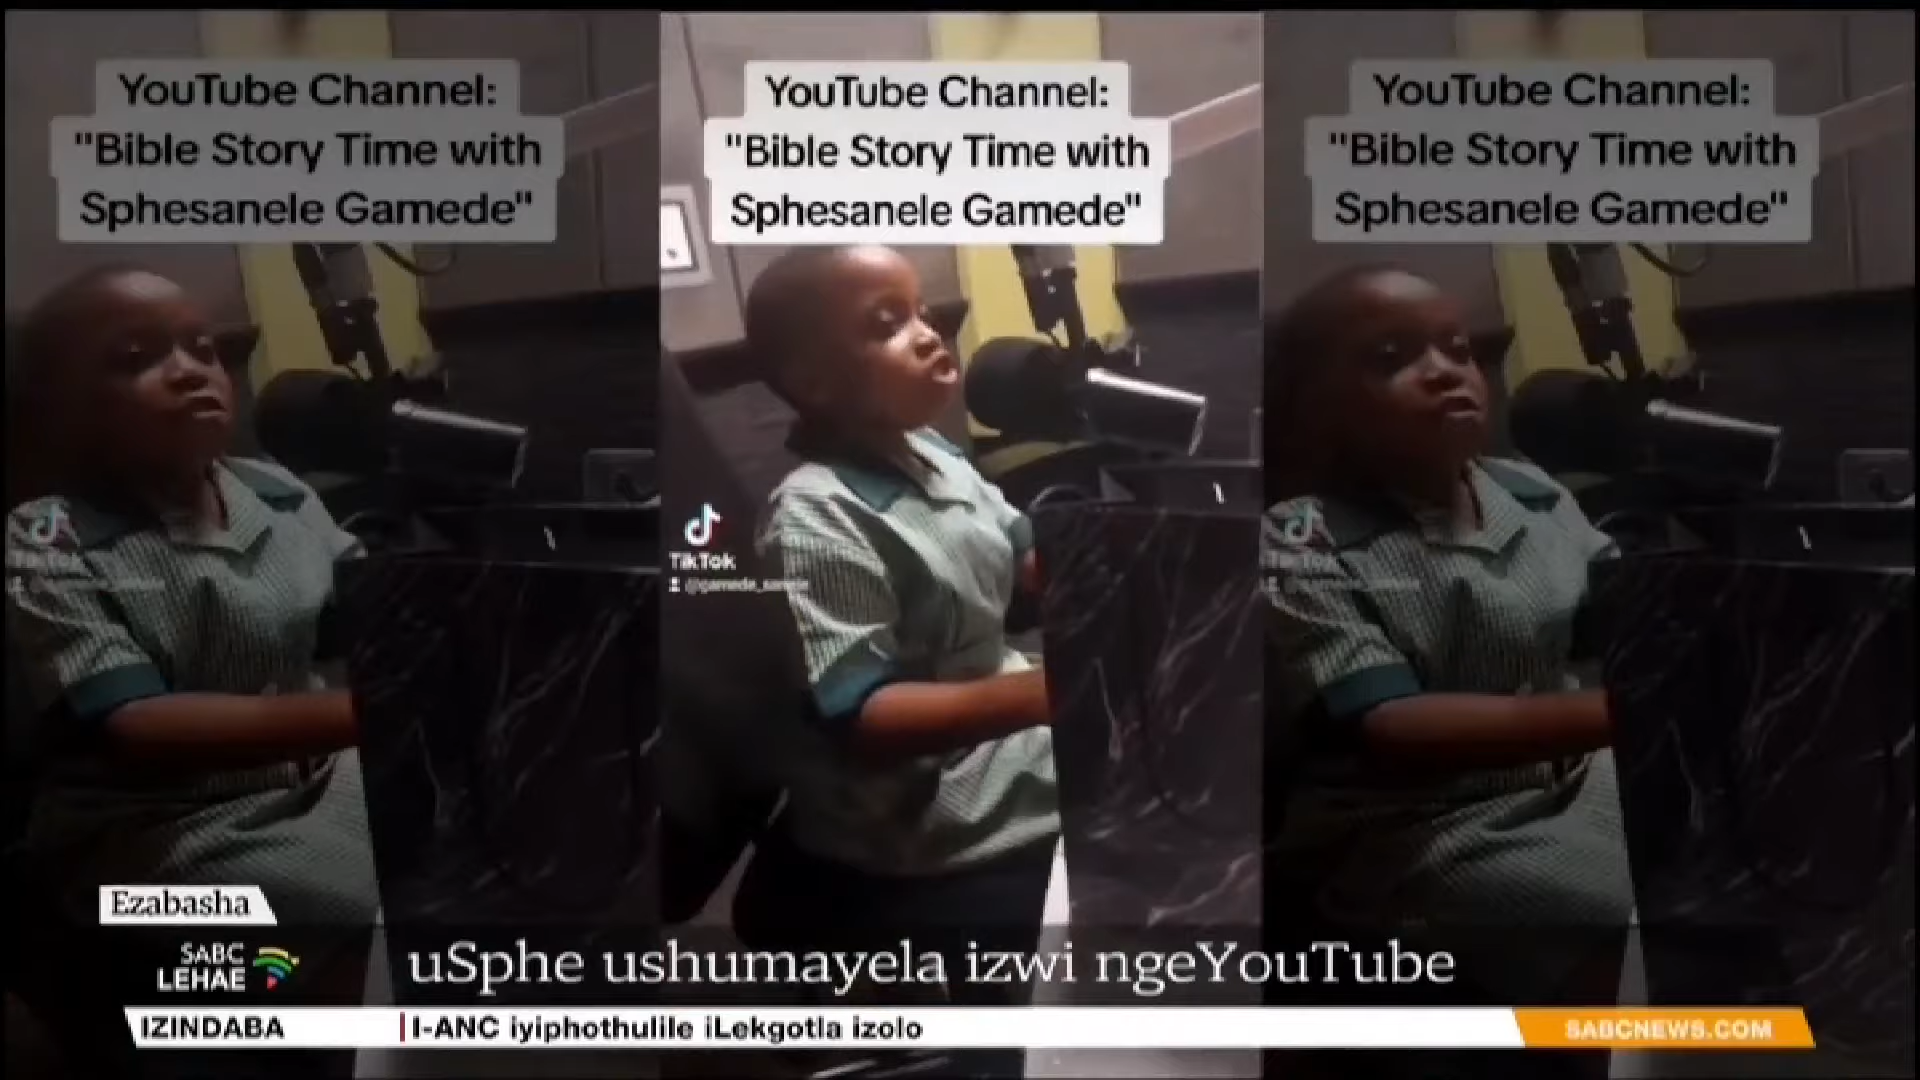 YouTube Channel:
"Bible Story Time with
Sphesanele Gamede"
YouTube Channel:
"Bible Story Time with
Sphesanele Gamede"
YouTube Channel:
"Bible Story Time with
Sphesanele Gamede"
TikTok
Ezabasha
SABC
LEHAE
uSphe ushumayela izwi ngeYouTube
IZINDABA
I-ANC iyiphothulile iLekgotla izolo
SABCNEWS.COM